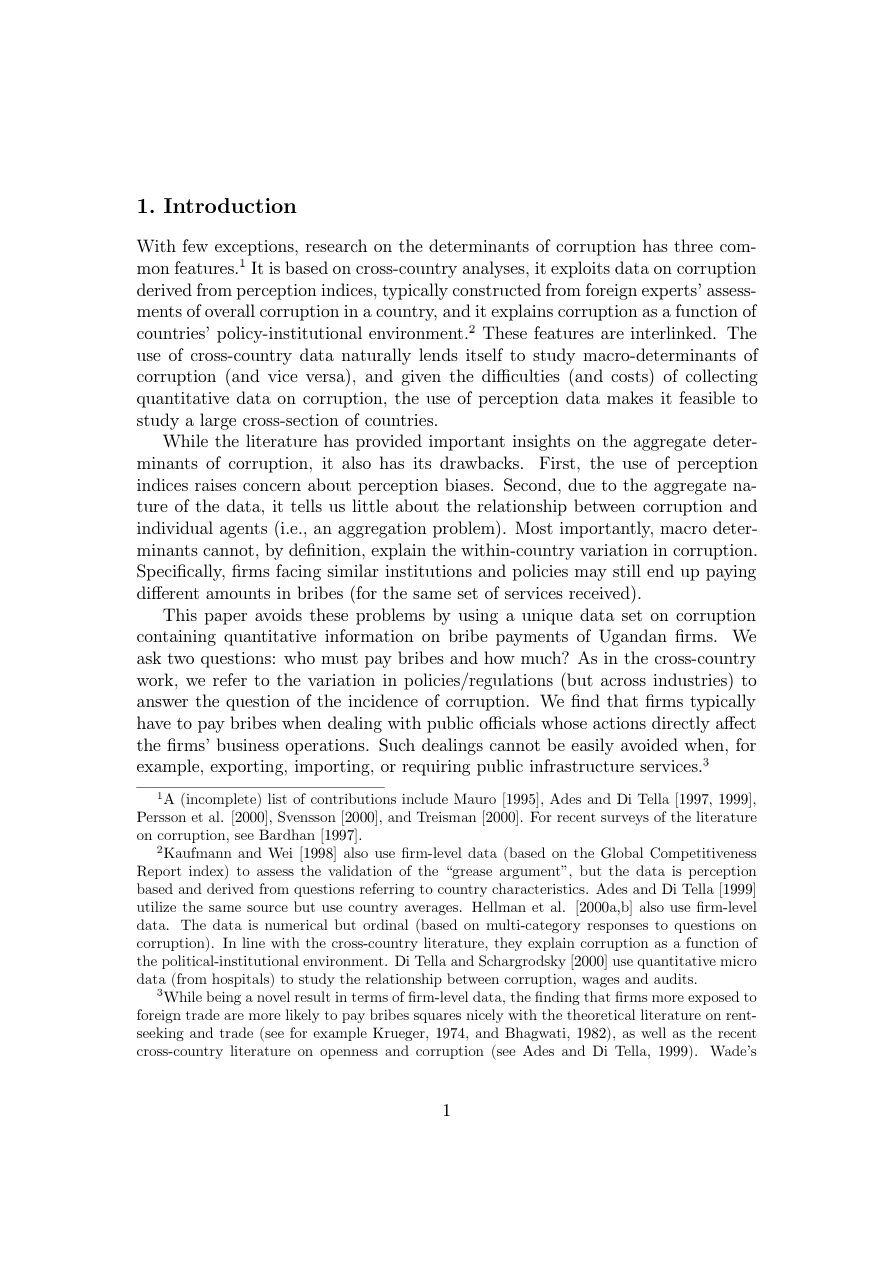 1. Introduction
With few exceptions, research on the determinants of corruption has three com-
mon features.1 It is based on cross-country analyses, it exploits data on corruption
derived from perception indices, typically constructed from foreign experts' assess-
ments of overall corruption in a country, and it explains corruption as a function of
countries' policy-institutional environment.2 These features are interlinked. The
use of cross-country data naturally lends itself to study macro-determinants of
corruption (and vice versa), and given the difficulties (and costs) of collecting
quantitative data on corruption, the use of perception data makes it feasible to
study a large cross-section of countries.
While the literature has provided important insights on the aggregate deter-
minants of corruption, it also has its drawbacks. First, the use of perception
indices raises concern about perception biases. Second, due to the aggregate na-
ture of the data, it tells us little about the relationship between corruption and
individual agents (i.e., an aggregation problem). Most importantly, macro deter-
minants cannot, by definition, explain the within-country variation in corruption.
Specifically, firms facing similar institutions and policies may still end up paying
different amounts in bribes (for the same set of services received).
This paper avoids these problems by using a unique data set on corruption
containing quantitative information on bribe payments of Ugandan firms. We
ask two questions: who must pay bribes and how much? As in the cross-country
work, we refer to the variation in policies/regulations (but across industries) to
answer the question of the incidence of corruption. We find that firms typically
have to pay bribes when dealing with public officials whose actions directly affect
the firms' business operations. Such dealings cannot be easily avoided when, for
example, exporting, importing, or requiring public infrastructure services.3
1A (incomplete) list of contributions include Mauro [1995], Ades and Di Tella [1997, 1999],
Persson et al. [2000], Svensson [2000], and Treisman [2000]. For recent surveys of the literature
on corruption, see Bardhan [1997].
2Kaufmann and Wei [1998] also use firm-level data (based on the Global Competitiveness
Report index) to assess the validation of the “grease argument”, but the data is perception
based and derived from questions referring to country characteristics. Ades and Di Tella [1999]
utilize the same source but use country averages. Hellman et al. [2000a,b] also use firm-level
data. The data is numerical but ordinal (based on multi-category responses to questions on
corruption). In line with the cross-country literature, they explain corruption as a function of
the political-institutional environment. Di Tella and Schargrodsky [2000] use quantitative micro
data (from hospitals) to study the relationship between corruption, wages and audits.
3While being a novel result in terms of firm-level data, the finding that firms more exposed to
foreign trade are more likely to pay bribes squares nicely with the theoretical literature on rent-
seeking and trade (see for example Krueger, 1974, and Bhagwati, 1982), as well as the recent
cross-country literature on openness and corruption (see Ades and Di Tella, 1999). Wade's
1